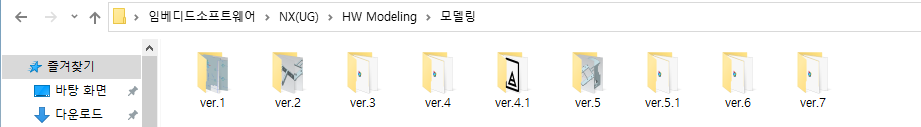 임베디드소프트웨어 > NX(UG) > HW Modeling > 모델링
즐겨찾기
바탕 화면
다운로드
ver.1 ver.2 ver.3 ver.4 ver.4.1 ver.5 ver.5.1 ver.6 ver.7